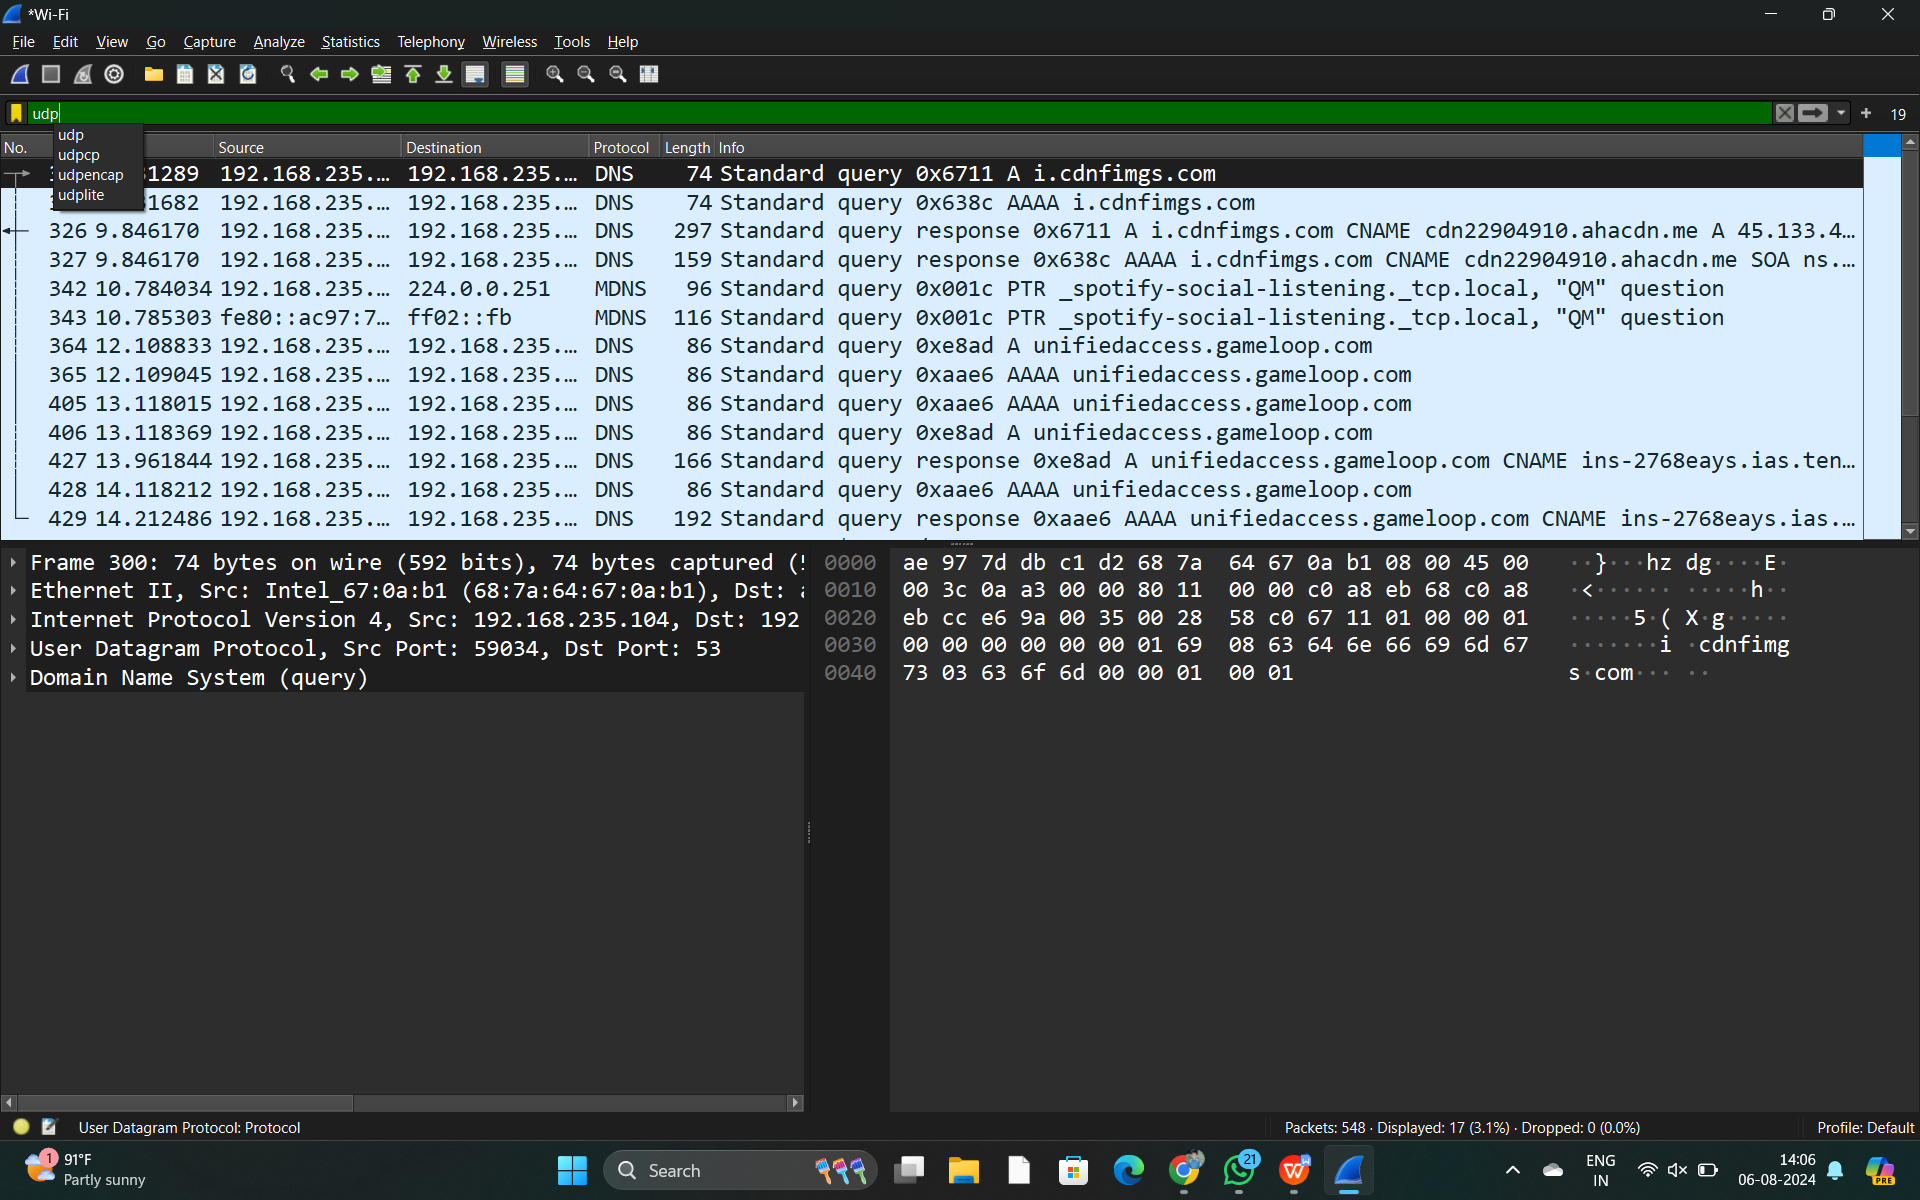 *Wi-Fi
File Edit View Go Capture Analyze Statistics Telephony Wireless Tools Help
udp
19
udp
udpcp
udpencap
udplite
No. Source Destination Protocol Length Info
1289 192.168.235.… 192.168.235.… DNS 74 Standard query 0x6711 A i.cdnfimgs.com
1682 192.168.235.… 192.168.235.… DNS 74 Standard query 0x638c AAAA i.cdnfimgs.com
326 9.846170 192.168.235.… 192.168.235.… DNS 297 Standard query response 0x6711 A i.cdnfimgs.com CNAME cdn22904910.ahacdn.me A 45.133.4…
327 9.846170 192.168.235.… 192.168.235.… DNS 159 Standard query response 0x638c AAAA i.cdnfimgs.com CNAME cdn22904910.ahacdn.me SOA ns.…
342 10.784034 192.168.235.… 224.0.0.251 MDNS 96 Standard query 0x001c PTR _spotify-social-listening._tcp.local, "QM" question
343 10.785303 fe80::ac97:7… ff02::fb MDNS 116 Standard query 0x001c PTR _spotify-social-listening._tcp.local, "QM" question
364 12.108833 192.168.235.… 192.168.235.… DNS 86 Standard query 0xe8ad A unifiedaccess.gameloop.com
365 12.109045 192.168.235.… 192.168.235.… DNS 86 Standard query 0xaae6 AAAA unifiedaccess.gameloop.com
405 13.118015 192.168.235.… 192.168.235.… DNS 86 Standard query 0xaae6 AAAA unifiedaccess.gameloop.com
406 13.118369 192.168.235.… 192.168.235.… DNS 86 Standard query 0xe8ad A unifiedaccess.gameloop.com
427 13.961844 192.168.235.… 192.168.235.… DNS 166 Standard query response 0xe8ad A unifiedaccess.gameloop.com CNAME ins-2768eays.ias.ten…
428 14.118212 192.168.235.… 192.168.235.… DNS 86 Standard query 0xaae6 AAAA unifiedaccess.gameloop.com
429 14.212486 192.168.235.… 192.168.235.… DNS 192 Standard query response 0xaae6 AAAA unifiedaccess.gameloop.com CNAME ins-2768eays.ias.…
Frame 300: 74 bytes on wire (592 bits), 74 bytes captured (
Ethernet II, Src: Intel_67:0a:b1 (68:7a:64:67:0a:b1), Dst:
Internet Protocol Version 4, Src: 192.168.235.104, Dst: 192
User Datagram Protocol, Src Port: 59034, Dst Port: 53
Domain Name System (query)
0000 ae 97 7d db c1 d2 68 7a 64 67 0a b1 08 00 45 00 ··}···hz dg····E·
0010 00 3c 0a a3 00 00 80 11 00 00 c0 a8 eb 68 c0 a8 ·<······ ·····h··
0020 eb cc e6 9a 00 35 00 28 58 c0 67 11 01 00 00 01 ·····5·( X·g·····
0030 00 00 00 00 00 00 01 69 08 63 64 6e 66 69 6d 67 ·······i ·cdnfimg
0040 73 03 63 6f 6d 00 00 01 00 01 s·com··· ··
User Datagram Protocol: Protocol
Packets: 548 · Displayed: 17 (3.1%) · Dropped: 0 (0.0%)
Profile: Default
1
91°F
Partly sunny
Search
21
W
ENG
IN
14:06
06-08-2024
PRE